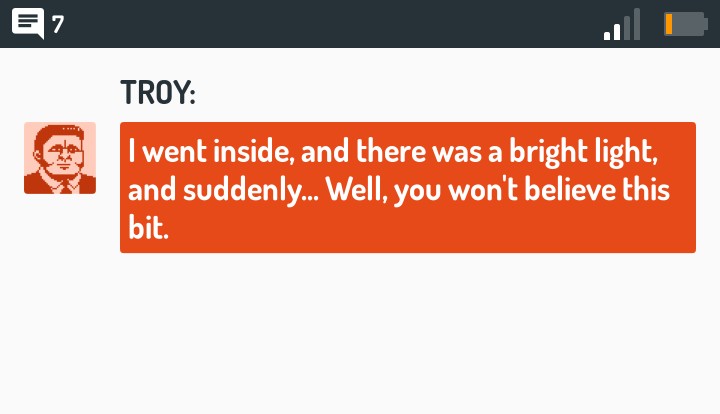 7
TROY:
I went inside, and there was a bright light,
and suddenly... Well, you won't believe this
bit.